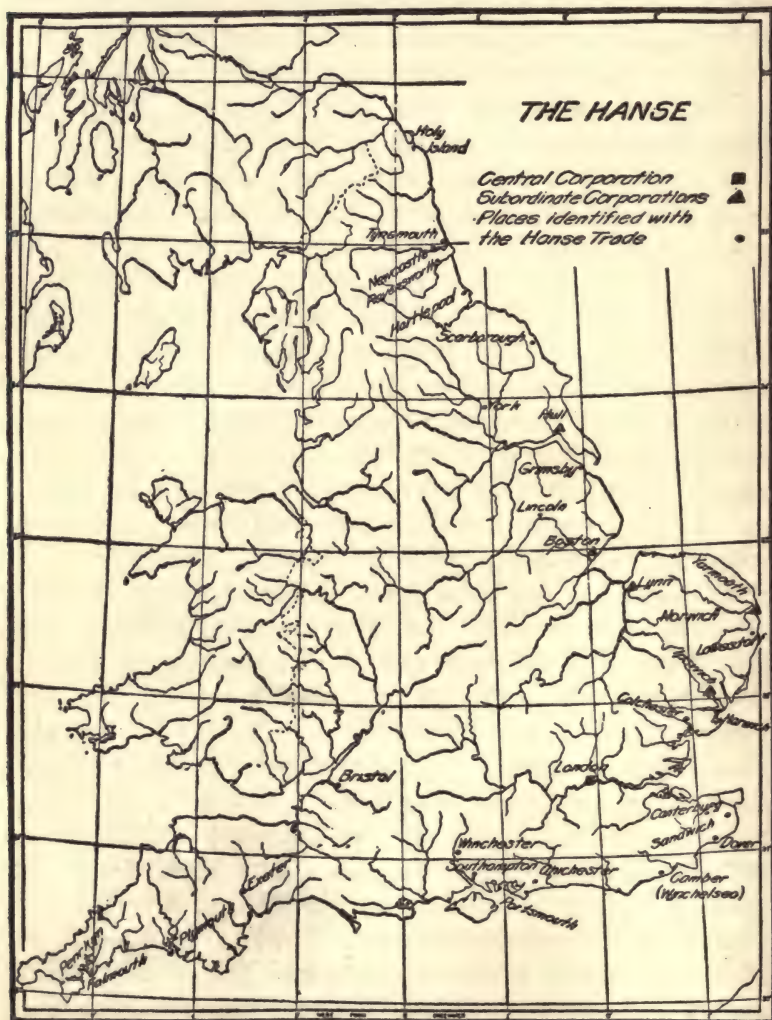 THE HANSE
Central Corporation
Subordinate Corporations
Places identified with
the Hanse Trade
Holy
Island
Tynemouth
Newcastle
Ravensworthe
Hartlepool
Scarborough
York
Hull
Grimsby
Lincoln
Boston
Lynn
Yarmouth
Norwich
Lowestoft
Ipswich
Colchester
Harwich
London
Bristol
Canterbury
Sandwich
Dover
Winchester
Southampton
Chichester
Camber
(Winchelsea)
Portsmouth
Exeter
Plymouth
Falmouth